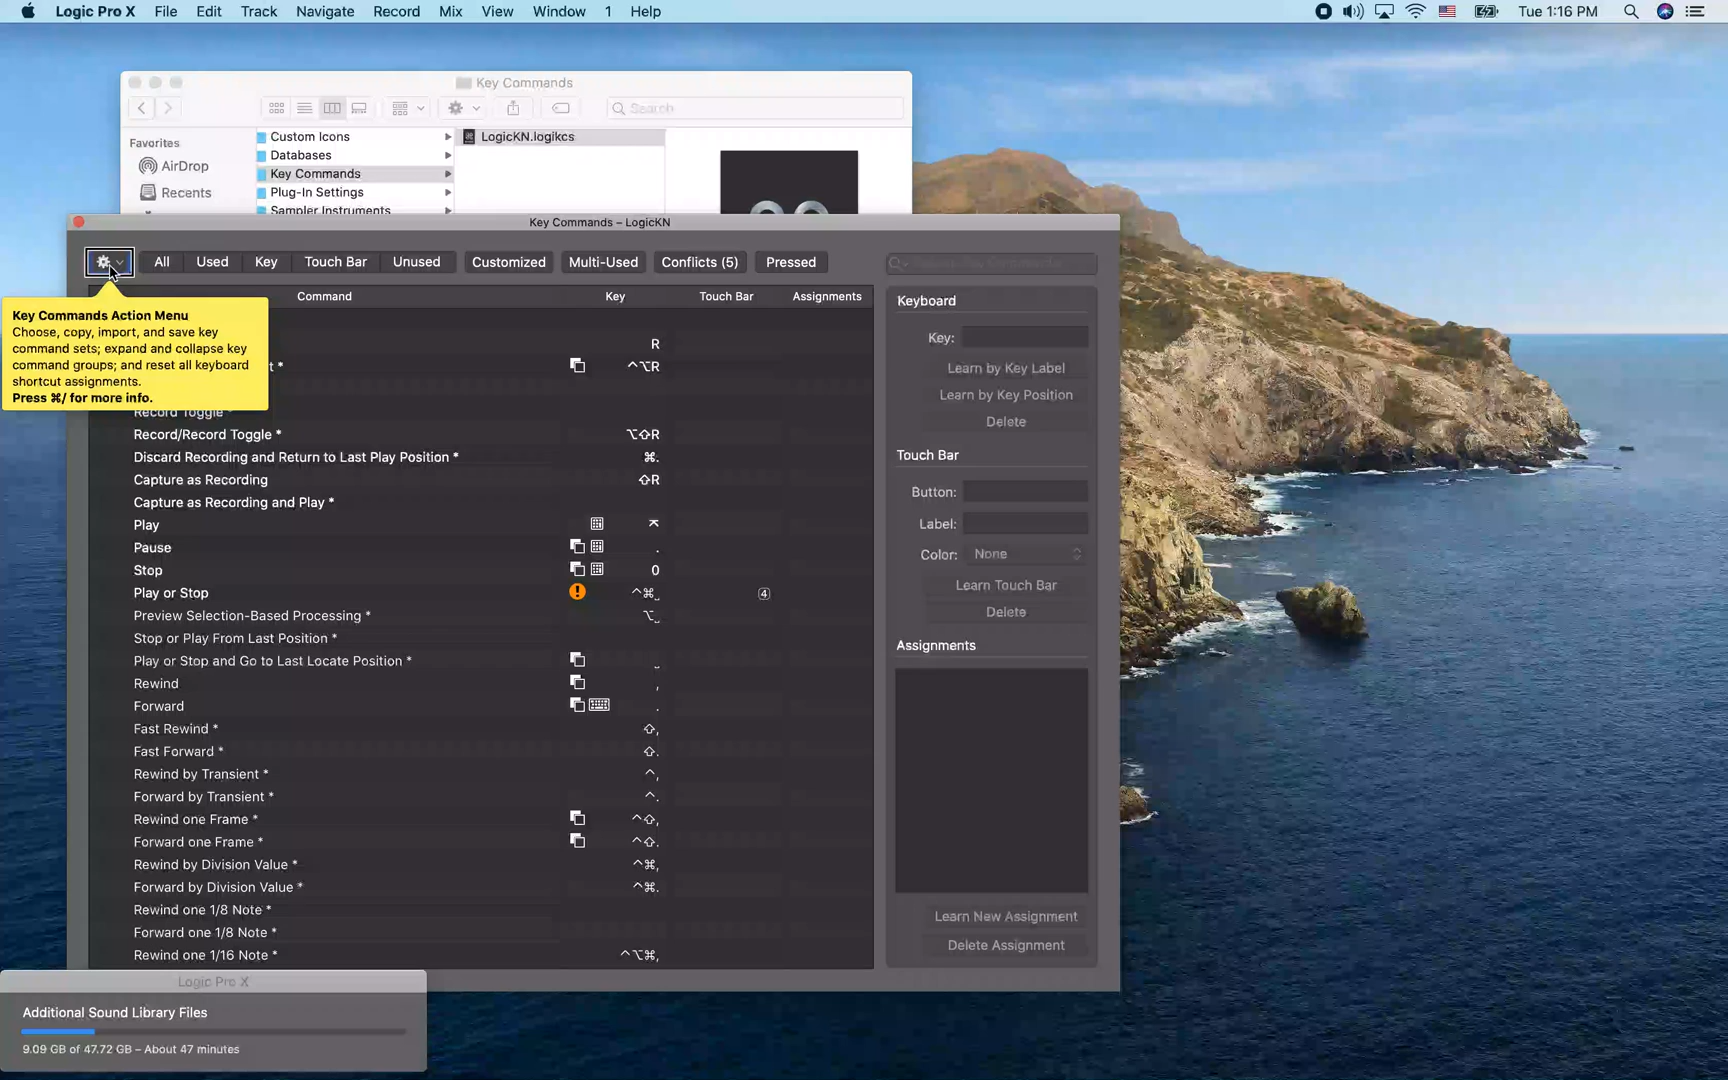 Logic Pro X File Edit Track Navigate Record Mix View Window 1 Help Tue 1:16 PM
Key Commands
Search
Favorites
AirDrop
Recents
Custom Icons
Databases
Key Commands
Plug-In Settings
Sampler Instruments
LogicKN.logikcs
Key Commands – LogicKN
All Used Key Touch Bar Unused Customized Multi-Used Conflicts (5) Pressed
Command Key Touch Bar Assignments
Key Commands Action Menu
Choose, copy, import, and save key
command sets; expand and collapse key
command groups; and reset all keyboard
shortcut assignments.
Press ⌘/ for more info.
R
t * ^⌥R
Record Toggle *
Record/Record Toggle * ⌥⇧R
Discard Recording and Return to Last Play Position * ⌘.
Capture as Recording ⇧R
Capture as Recording and Play *
Play ⌅
Pause .
Stop 0
Play or Stop ^⌘⎵ 4
Preview Selection-Based Processing * ⌥⎵
Stop or Play From Last Position *
Play or Stop and Go to Last Locate Position * ⎵
Rewind ,
Forward .
Fast Rewind * ⇧,
Fast Forward * ⇧.
Rewind by Transient * ^,
Forward by Transient * ^.
Rewind one Frame * ^⇧,
Forward one Frame * ^⇧.
Rewind by Division Value * ^⌘,
Forward by Division Value * ^⌘.
Rewind one 1/8 Note *
Forward one 1/8 Note *
Rewind one 1/16 Note * ^⌥⌘,
Keyboard
Key:
Learn by Key Label
Learn by Key Position
Delete
Touch Bar
Button:
Label:
Color: None
Learn Touch Bar
Delete
Assignments
Learn New Assignment
Delete Assignment
Logic Pro X
Additional Sound Library Files
9.09 GB of 47.72 GB – About 47 minutes